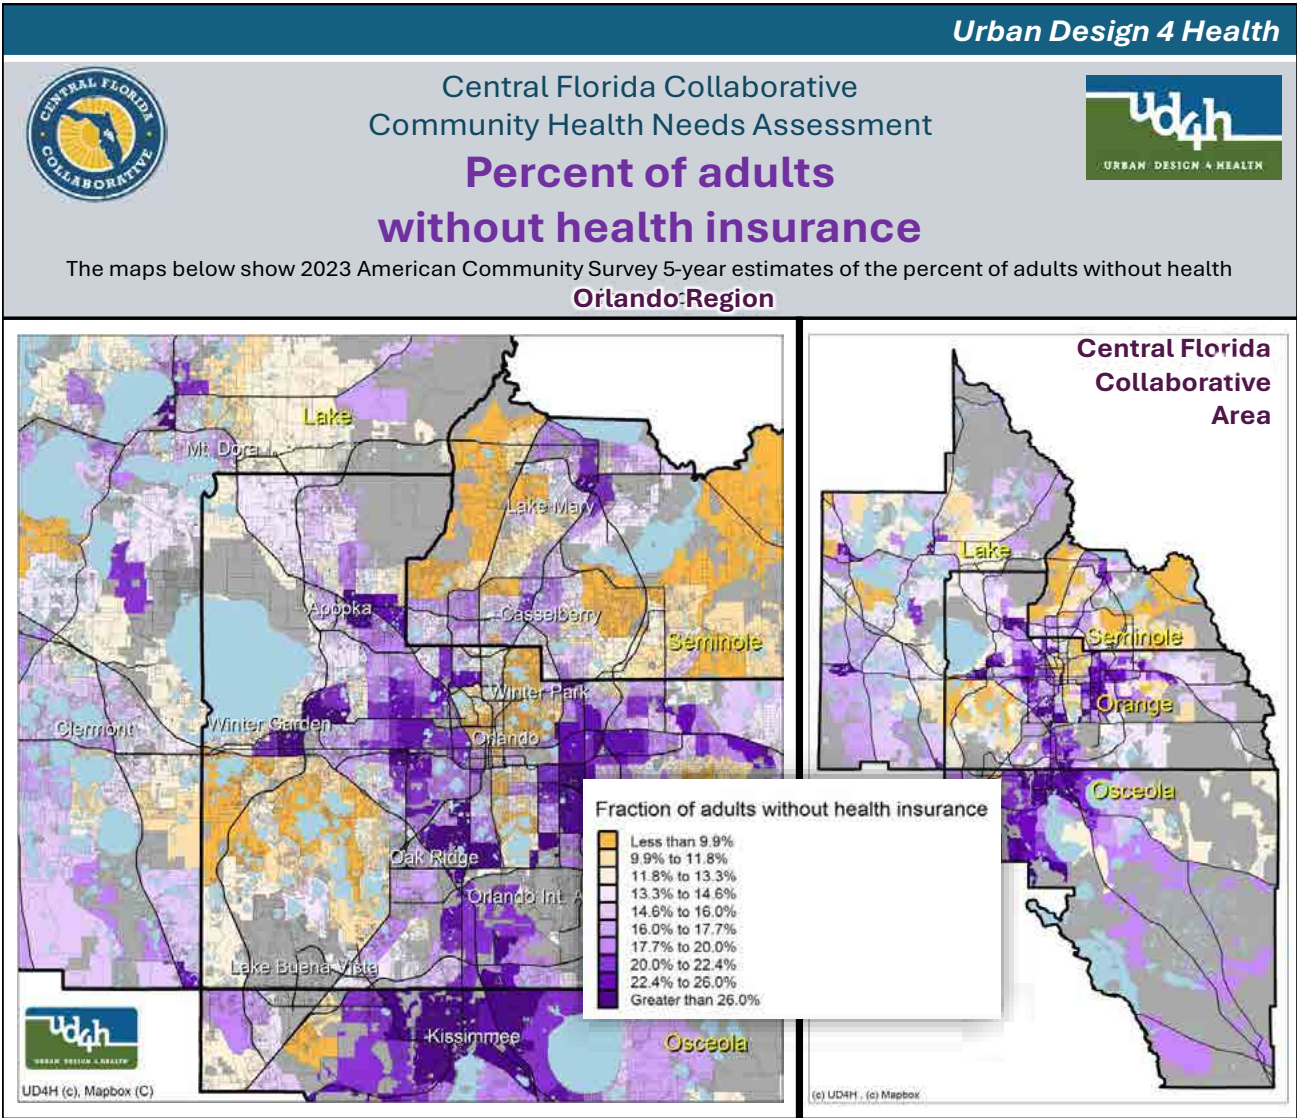 Urban Design 4 Health
CENTRAL FLORIDA
COLLABORATIVE
Central Florida Collaborative
Community Health Needs Assessment
ud4h
URBAN DESIGN 4 HEALTH
Percent of adults
without health insurance
The maps below show 2023 American Community Survey 5-year estimates of the percent of adults without health
Orlando Region
Central Florida
Collaborative
Area
Lake
Mt. Dora
Lake Mary
Apopka
Casselberry
Seminole
Winter Park
Clermont
Winter Garden
Orlando
Oak Ridge
Orlando Int. A
Lake Buena Vista
Kissimmee
Osceola
ud4h
URBAN DESIGN 4 HEALTH
UD4H (c), Mapbox (C)
Lake
Seminole
Orange
Osceola
Fraction of adults without health insurance
Less than 9.9%
9.9% to 11.8%
11.8% to 13.3%
13.3% to 14.6%
14.6% to 16.0%
16.0% to 17.7%
17.7% to 20.0%
20.0% to 22.4%
22.4% to 26.0%
Greater than 26.0%
(c) UD4H , (c) Mapbox